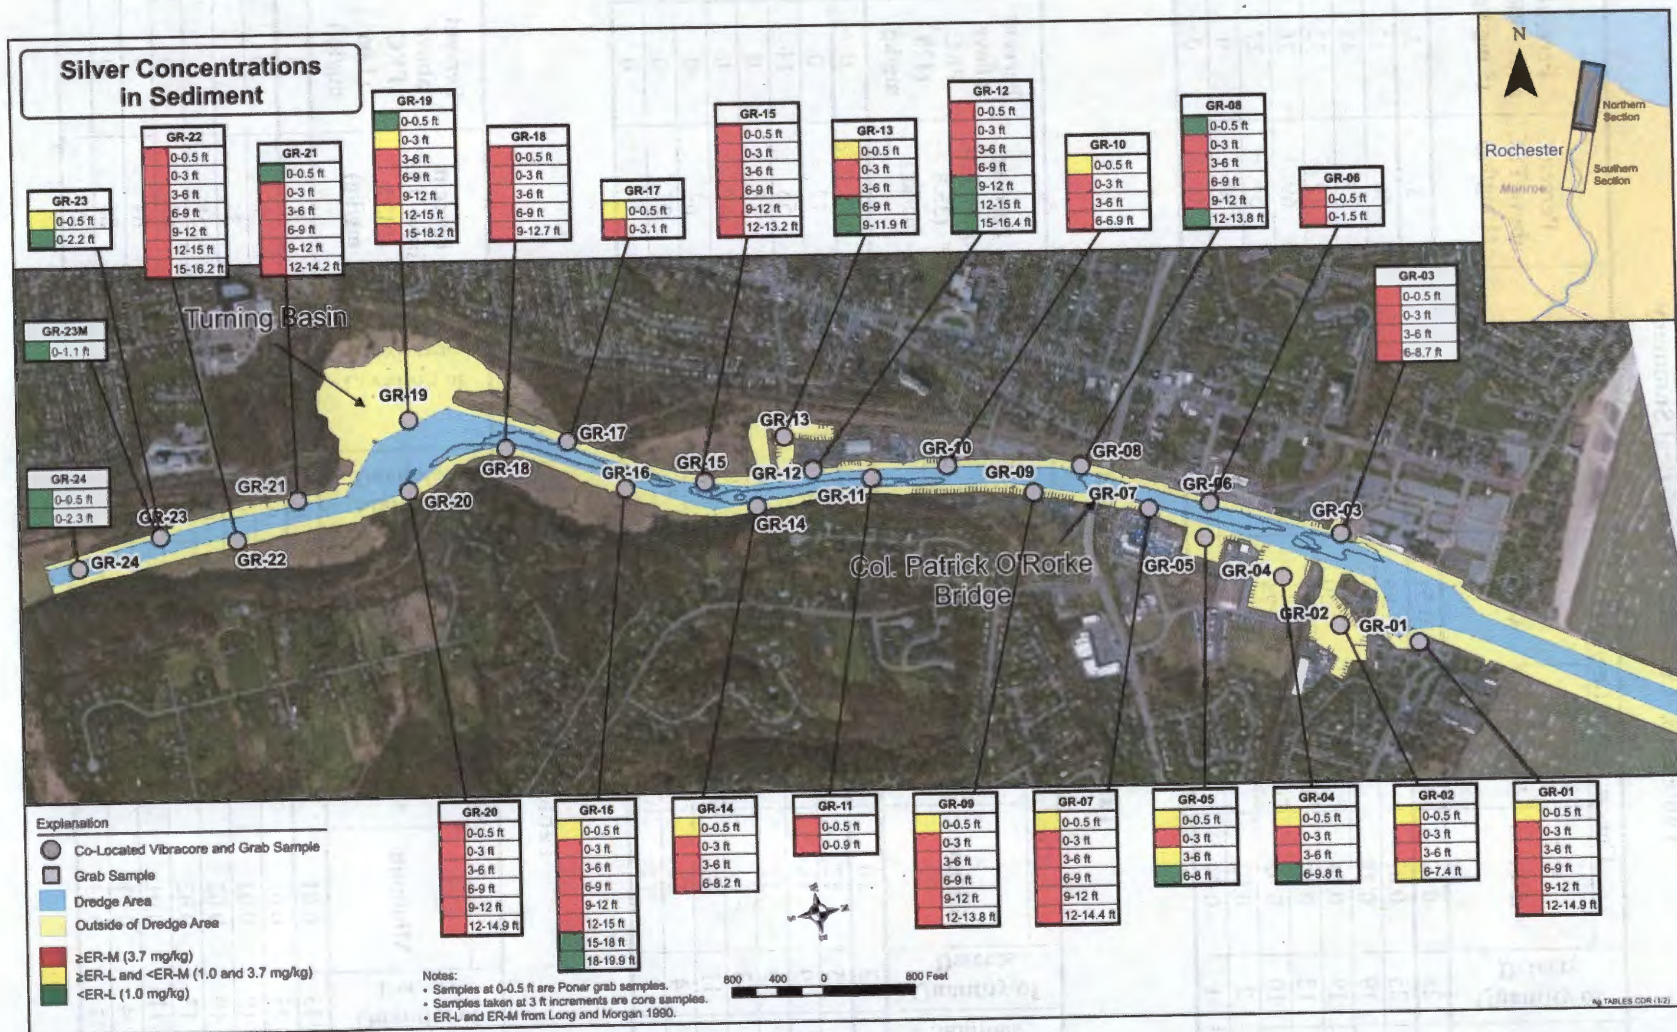 Silver Concentrations
in Sediment
GR-22
0-0.5 ft
0-3 ft
3-6 ft
6-9 ft
9-12 ft
12-15 ft
15-16.2 ft
GR-21
0-0.5 ft
0-3 ft
3-6 ft
6-9 ft
9-12 ft
12-14.2 ft
GR-19
0-0.5 ft
0-3 ft
3-6 ft
6-9 ft
9-12 ft
12-15 ft
15-18.2 ft
GR-18
0-0.5 ft
0-3 ft
3-6 ft
6-9 ft
9-12.7 ft
GR-17
0-0.5 ft
0-3.1 ft
GR-15
0-0.5 ft
0-3 ft
3-6 ft
6-9 ft
9-12 ft
12-13.2 ft
GR-13
0-0.5 ft
0-3 ft
3-6 ft
6-9 ft
9-11.9 ft
GR-12
0-0.5 ft
0-3 ft
3-6 ft
6-9 ft
9-12 ft
12-15 ft
15-16.4 ft
GR-10
0-0.5 ft
0-3 ft
3-6 ft
6-6.9 ft
GR-08
0-0.5 ft
0-3 ft
3-6 ft
6-9 ft
9-12 ft
12-13.8 ft
GR-06
0-0.5 ft
0-1.5 ft
GR-03
0-0.5 ft
0-3 ft
3-6 ft
6-8.7 ft
N
Northern
Section
Rochester
Southern
Section
Monroe
GR-23
0-0.5 ft
0-2.2 ft
GR-23M
0-1.1 ft
GR-24
0-0.5 ft
0-2.3 ft
Turning Basin
GR-19
GR-17
GR-18
GR-16
GR-15
GR-13
GR-12
GR-11
GR-10
GR-09
GR-08
GR-07
GR-06
GR-03
GR-21
GR-23
GR-24
GR-22
GR-20
GR-14
GR-05
GR-04
GR-02
GR-01
Col. Patrick O'Rorke
Bridge
GR-20
0-0.5 ft
0-3 ft
3-6 ft
6-9 ft
9-12 ft
12-14.9 ft
GR-16
0-0.5 ft
0-3 ft
3-6 ft
6-9 ft
9-12 ft
12-15 ft
15-18 ft
18-19.9 ft
GR-14
0-0.5 ft
0-3 ft
3-6 ft
6-8.2 ft
GR-11
0-0.5 ft
0-0.9 ft
GR-09
0-0.5 ft
0-3 ft
3-6 ft
6-9 ft
9-12 ft
12-13.8 ft
GR-07
0-0.5 ft
0-3 ft
3-6 ft
6-9 ft
9-12 ft
12-14.4 ft
GR-05
0-0.5 ft
0-3 ft
3-6 ft
6-8 ft
GR-04
0-0.5 ft
0-3 ft
3-6 ft
6-9.8 ft
GR-02
0-0.5 ft
0-3 ft
3-6 ft
6-7.4 ft
GR-01
0-0.5 ft
0-3 ft
3-6 ft
6-9 ft
9-12 ft
12-14.9 ft
Explanation
Co-Located Vibracore and Grab Sample
Grab Sample
Dredge Area
Outside of Dredge Area
≥ER-M (3.7 mg/kg)
≥ER-L and <ER-M (1.0 and 3.7 mg/kg)
<ER-L (1.0 mg/kg)
Notes:
• Samples at 0-0.5 ft are Ponar grab samples.
• Samples taken at 3 ft increments are core samples.
• ER-L and ER-M from Long and Morgan 1990.
800 400 0 800 Feet
TABLES CDR (1/2)